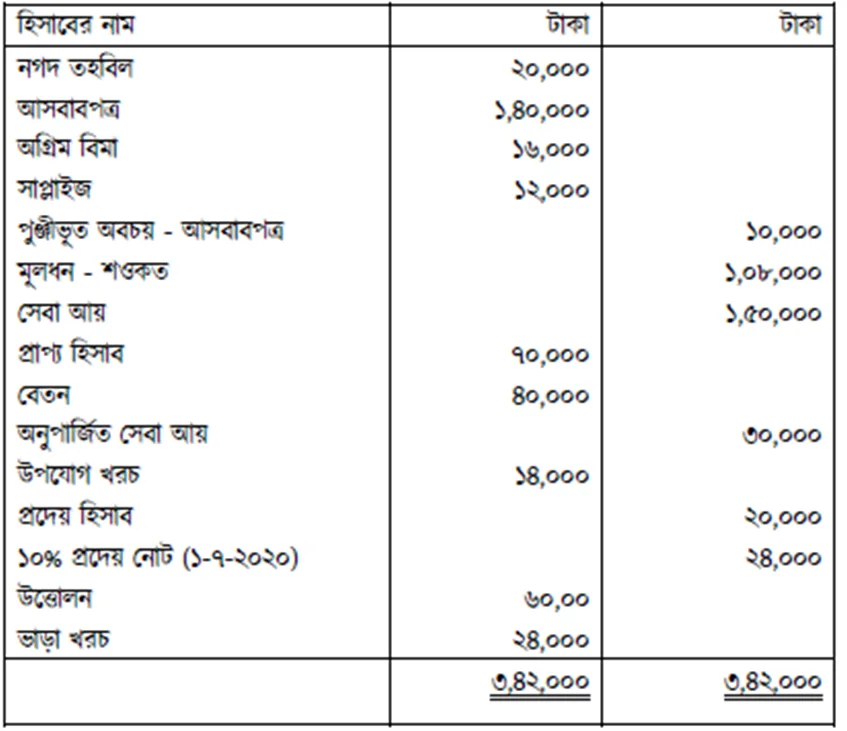 হিসাবের নাম টাকা টাকা
নগদ তহবিল ২০,০০০
আসবাবপত্র ১,৪০,০০০
অগ্রিম বিমা ১৬,০০০
সাপ্লাইজ ১২,০০০
পুঞ্জীভূত অবচয় - আসবাবপত্র ১০,০০০
মূলধন - শওকত ১,০৮,০০০
সেবা আয় ১,৫০,০০০
প্রাপ্য হিসাব ৭০,০০০
বেতন ৪০,০০০
অনুপার্জিত সেবা আয় ৩০,০০০
উপযোগ খরচ ১৪,০০০
প্রদেয় হিসাব ২০,০০০
১০% প্রদেয় নোট (১-৭-২০২০) ২৪,০০০
উত্তোলন ৬০,০০
ভাড়া খরচ ২৪,০০০
৩,৪২,০০০ ৩,৪২,০০০